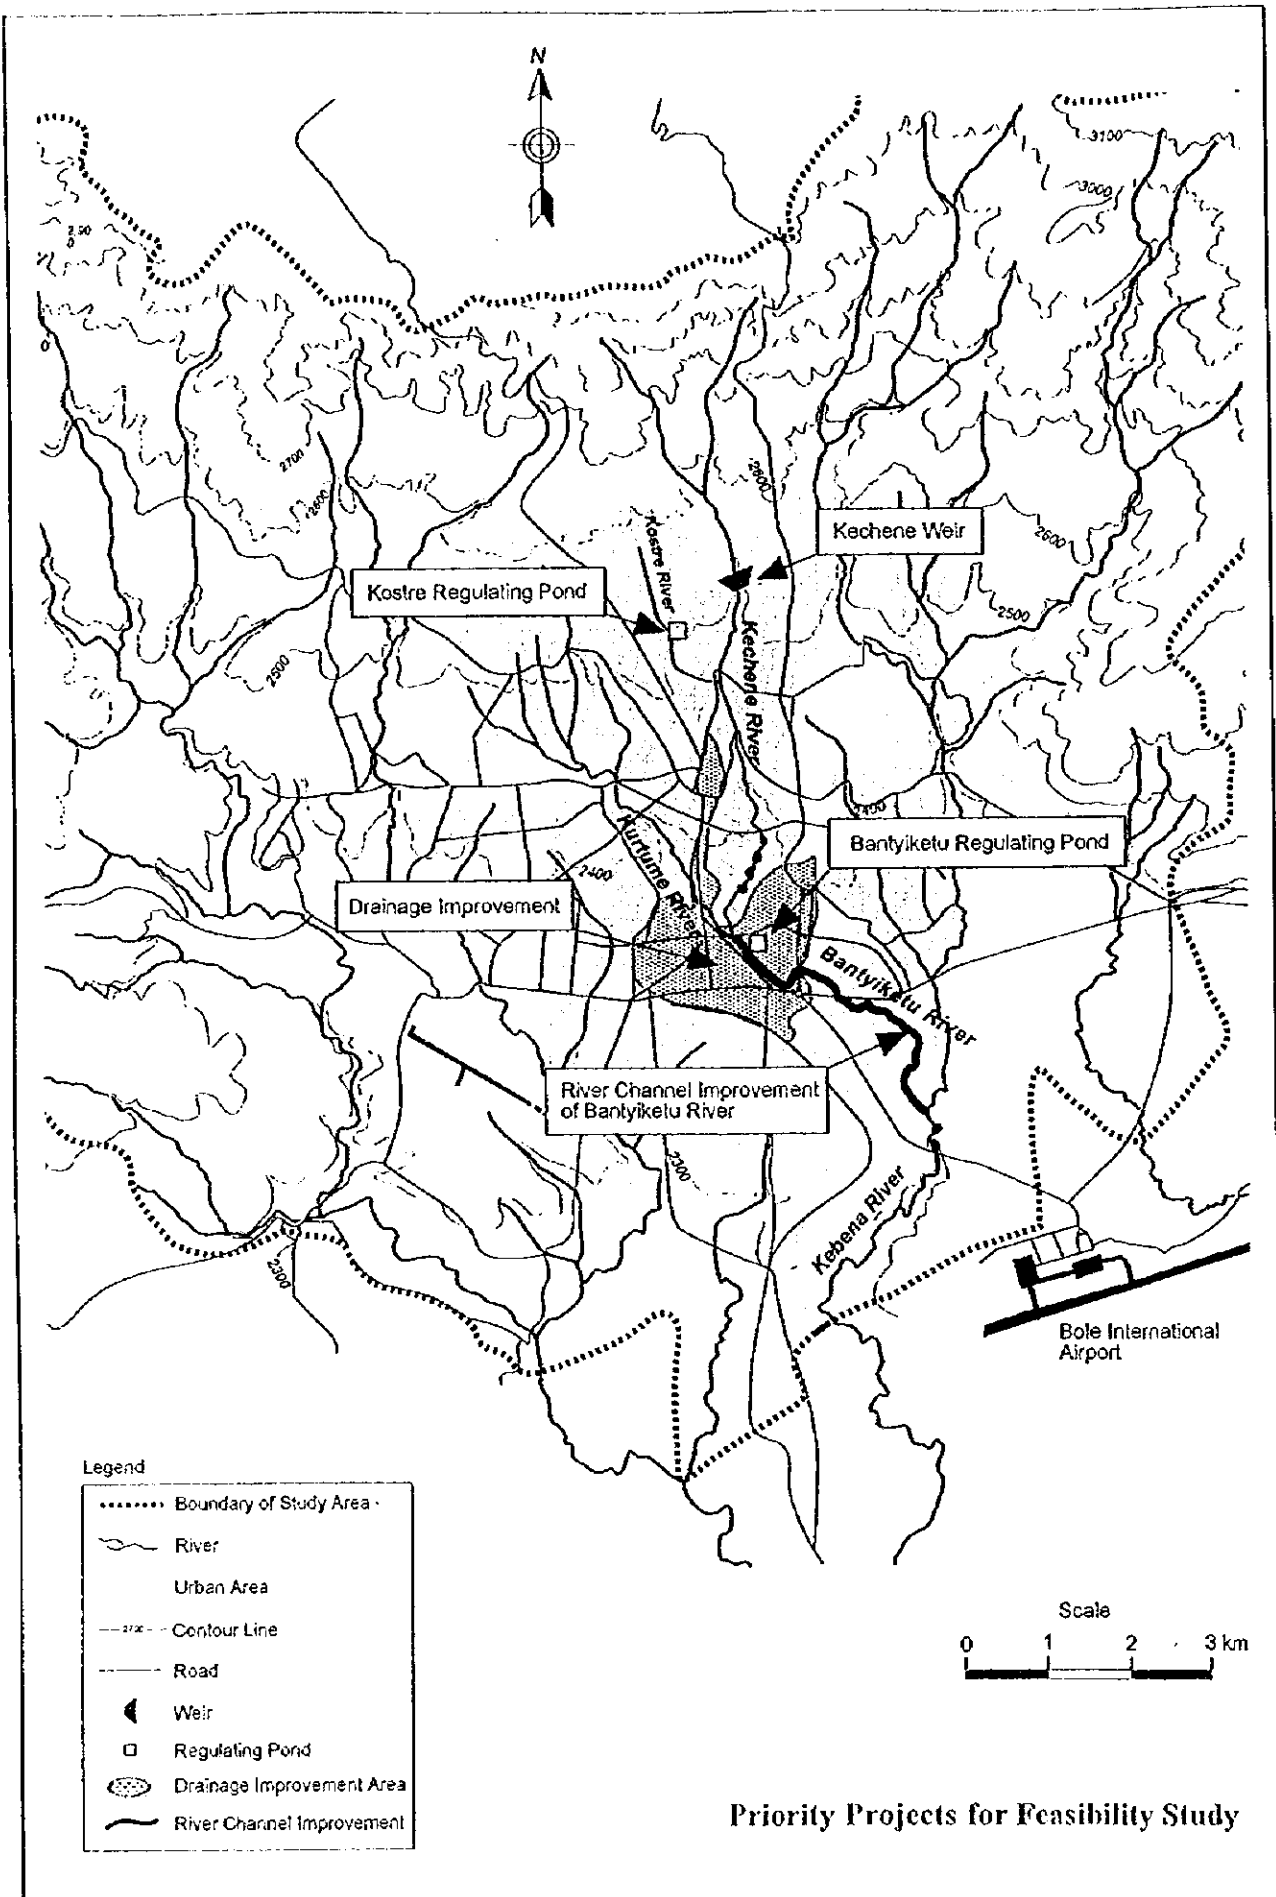 N
3100
3000
2700
2600
2600
Kechene Weir
2600
Kostre River
Kostre Regulating Pond
2500
Kechene River
2500
2400
Bantyiketu Regulating Pond
Kurtume River
2400
Drainage Improvement
Bantyiketu River
River Channel Improvement
of Bantyiketu River
2300
Kebena River
2300
Bole International
Airport
Legend
Boundary of Study Area
River
Urban Area
2700 Contour Line
Road
Weir
Regulating Pond
Drainage Improvement Area
River Channel Improvement
Scale
0 1 2 3 km
Priority Projects for Feasibility Study